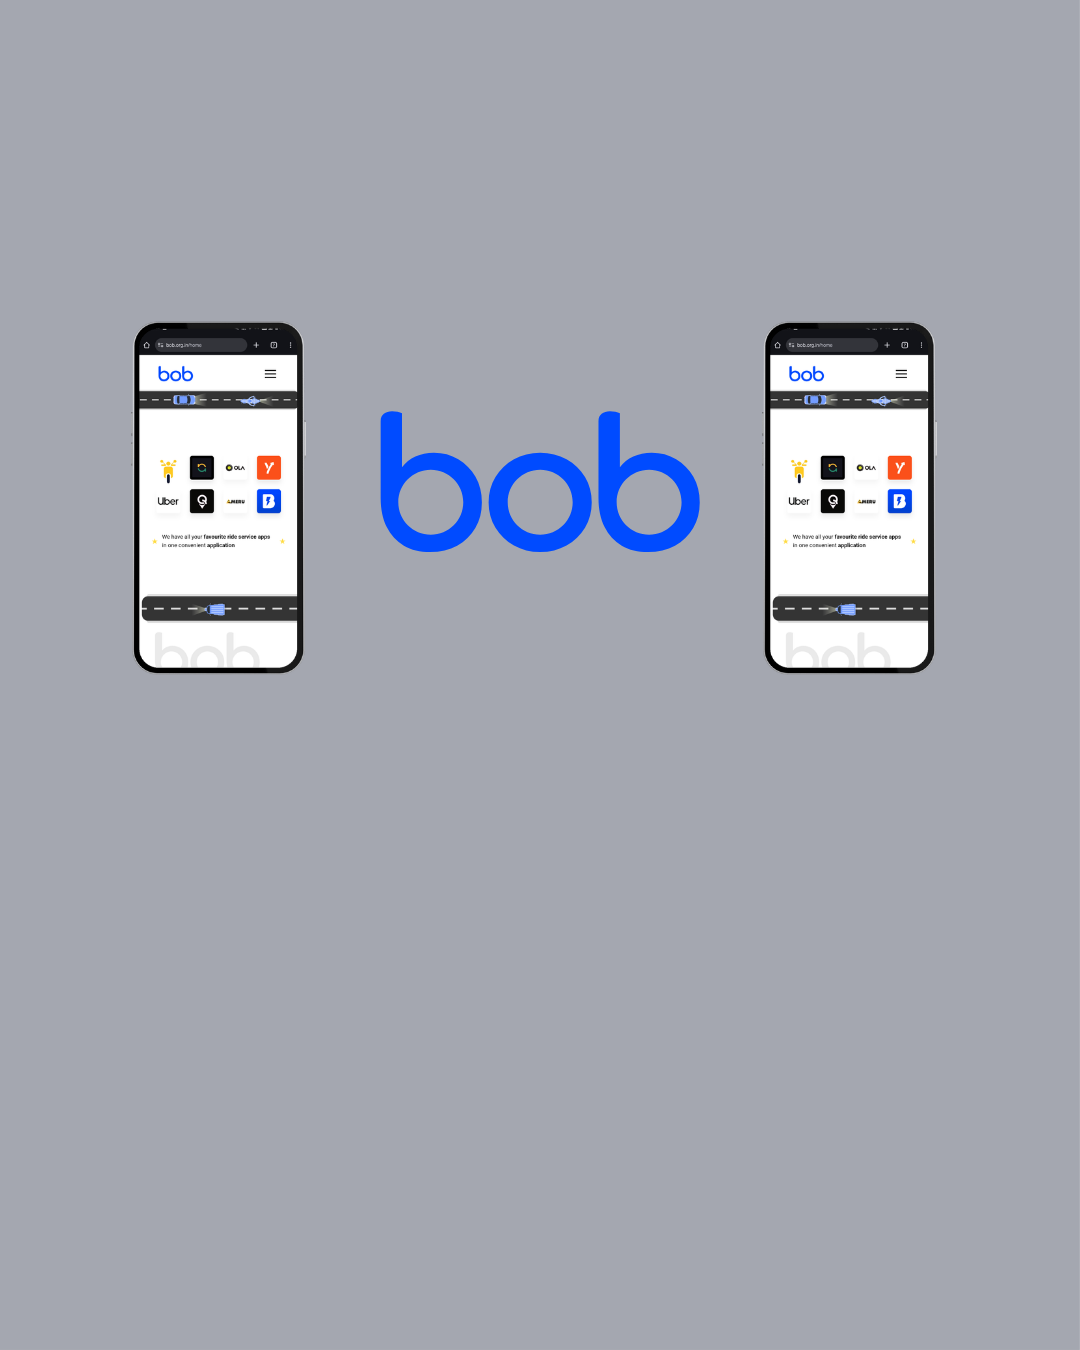 bob.org.in/home
bob
OLA
Uber
MERU
We have all your favourite ride service apps
in one convenient application
bob
bob
bob.org.in/home
bob
OLA
Uber
MERU
We have all your favourite ride service apps
in one convenient application
bob